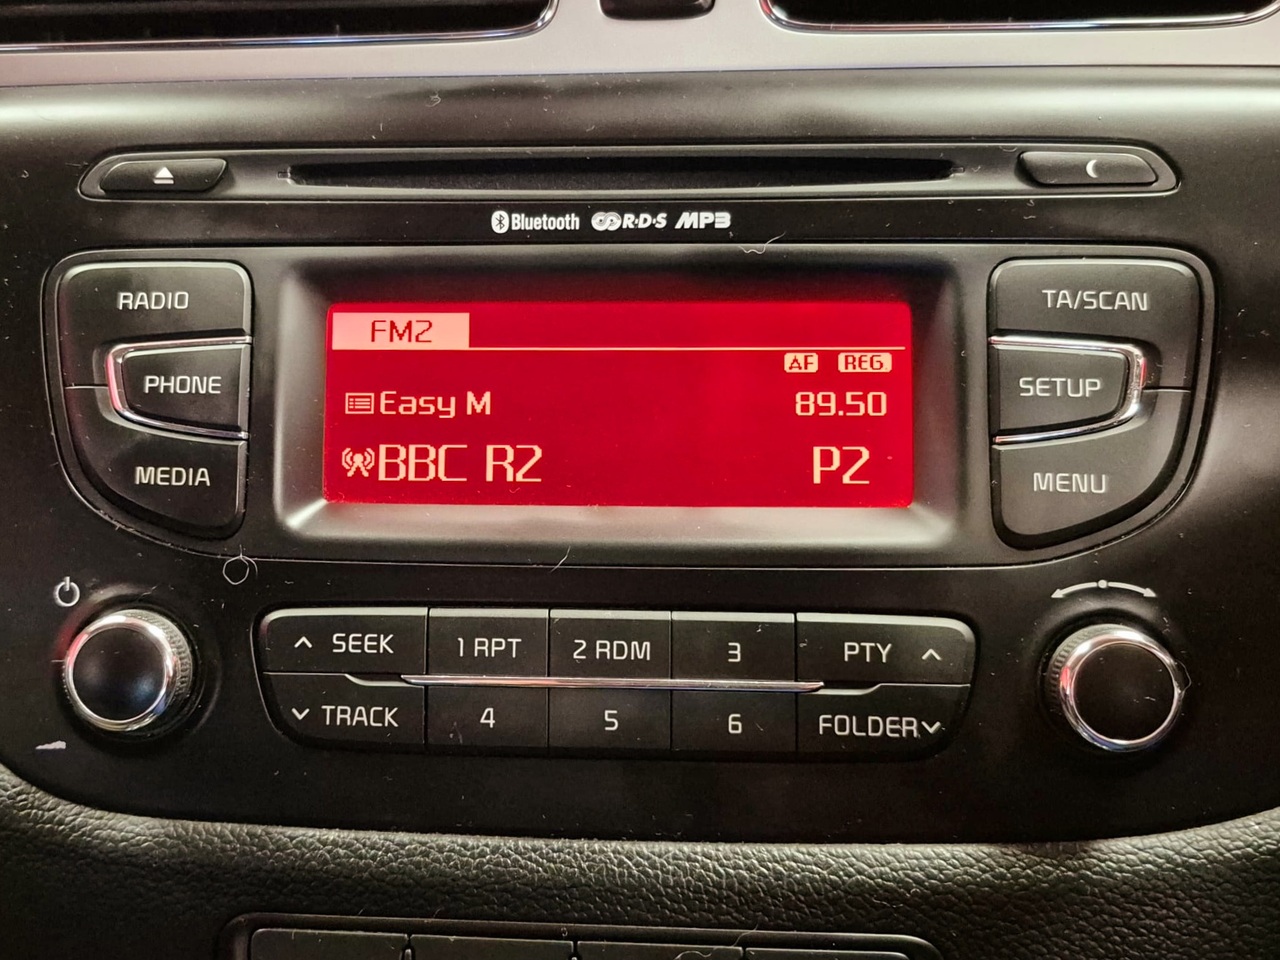 Bluetooth R·D·S MP3
RADIO
PHONE
MEDIA
FM2
AF REG.
Easy M 89.50
BBC R2 P2
TA/SCAN
SETUP
MENU
SEEK 1 RPT 2 RDM 3 PTY
TRACK 4 5 6 FOLDER